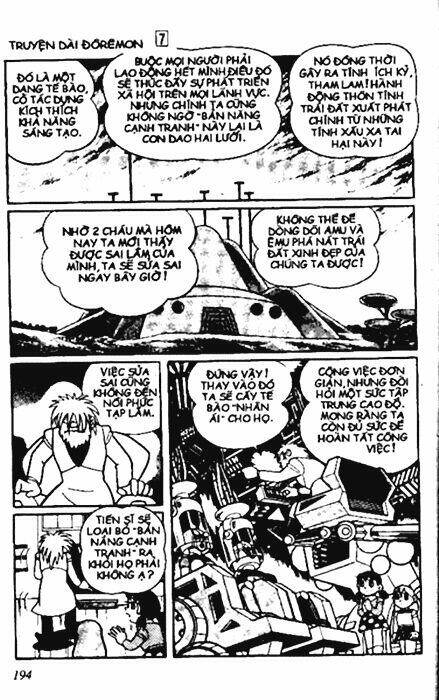 TRUYỆN DÀI ĐÔRÊMON 7
ĐÓ LÀ MỘT
DẠNG TẾ BÀO,
CÓ TÁC DỤNG
KÍCH THÍCH
KHẢ NĂNG
SÁNG TẠO.
BUỘC MỌI NGƯỜI PHẢI
LAO ĐỘNG HẾT MÌNH ĐIỀU ĐÓ
SẼ THÚC ĐẨY SỰ PHÁT TRIỂN
XÃ HỘI TRÊN MỌI LĨNH VỰC.
NHƯNG CHÍNH TA CŨNG
KHÔNG NGỜ "BẢN NĂNG
CẠNH TRANH" NÀY LẠI LÀ
CON DAO HAI LƯỠI.
NÓ ĐỒNG THỜI
GÂY RA TÍNH ÍCH KỶ,
THAM LAM! HÀNH
ĐỘNG THÔN TÍNH
TRÁI ĐẤT XUẤT PHÁT
CHÍNH TỪ NHỮNG
TÍNH XẤU XA TAI
HẠI NÀY!
NHỜ 2 CHÁU MÀ HÔM
NAY TA MỚI THẤY
ĐƯỢC SAI LẦM CỦA
MÌNH, TA SẼ SỬA SAI
NGAY BÂY GIỜ!
KHÔNG THỂ ĐỂ
DÒNG DÕI AMU VÀ
EMU PHÁ NÁT TRÁI
ĐẤT XINH ĐẸP CỦA
CHÚNG TA ĐƯỢC!
VIỆC SỬA
SAI CŨNG
KHÔNG ĐẾN
NỖI PHỨC
TẠP LẮM.
TIẾN SĨ SẼ
LOẠI BỎ "BẢN
NĂNG CẠNH
TRANH" RA
KHỎI HỌ PHẢI
KHÔNG Ạ?
ĐÚNG VẬY!
THAY VÀO ĐÓ
TA SẼ CẤY TẾ
BÀO "NHÂN
ÁI" CHO HỌ.
CÔNG VIỆC ĐƠN
GIẢN, NHƯNG ĐÒI
HỎI MỘT SỨC TẬP
TRUNG CAO ĐỘ.
MONG RẰNG TA
CÒN ĐỦ SỨC ĐỂ
HOÀN TẤT CÔNG
VIỆC!
194